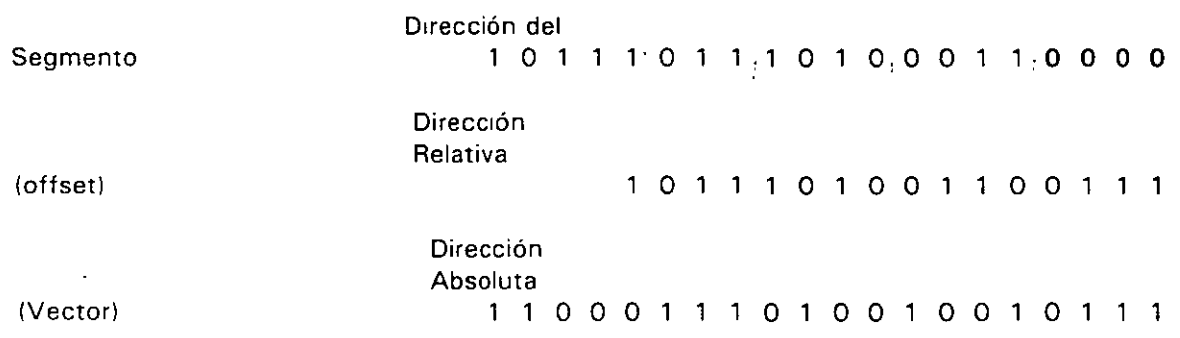 Dirección del
Segmento 1 0 1 1 1 0 1 1 1 0 1 0 0 0 1 1 0 0 0 0
Dirección
Relativa
(offset) 1 0 1 1 1 0 1 0 0 1 1 0 0 1 1 1
Dirección
Absoluta
(Vector) 1 1 0 0 0 1 1 1 0 1 0 0 1 0 0 1 0 1 1 1